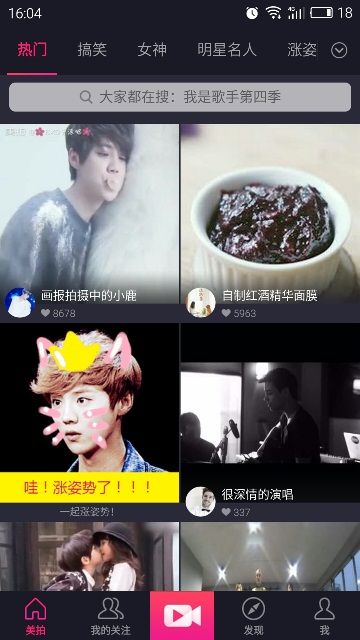 16:04
18
热门
搞笑
女神
明星名人
涨姿
大家都在搜：我是歌手第四季
画报拍摄中的小鹿
8678
自制红酒精华面膜
5963
哇！涨姿势了！！！
一起涨姿势!
很深情的演唱
337
美拍
我的关注
发现
我